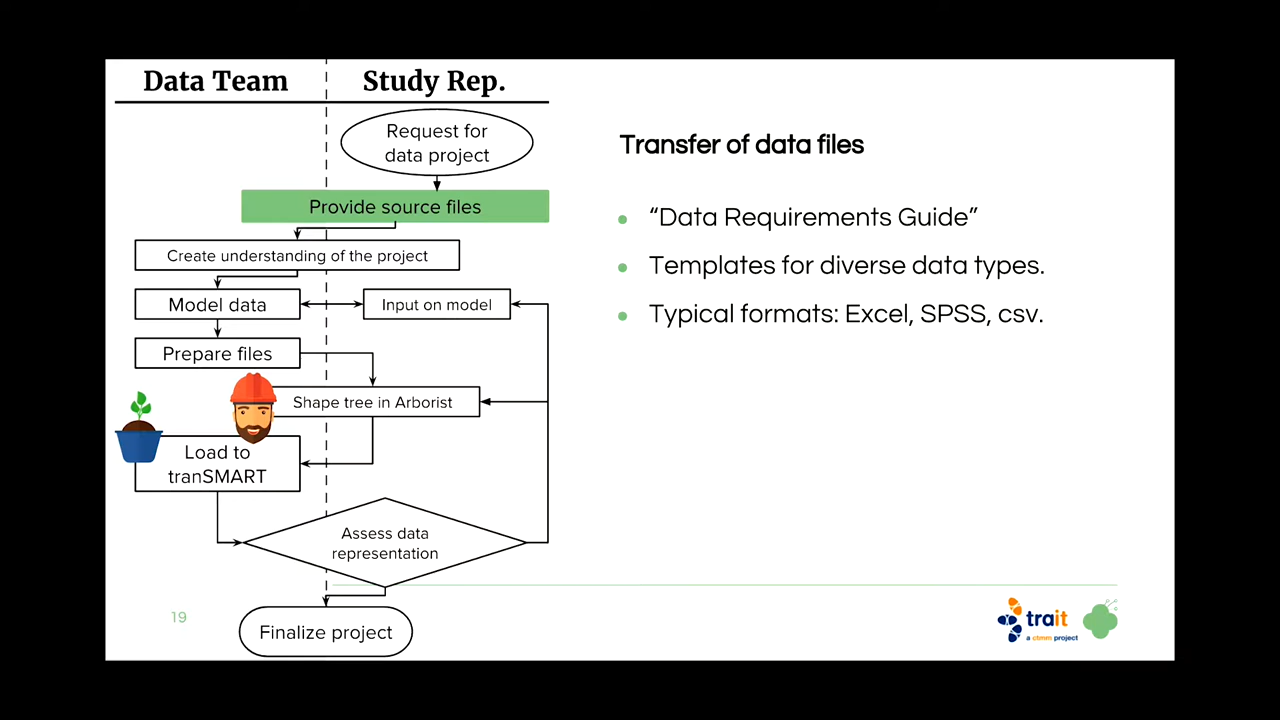 Data Team
Study Rep.
Request for
data project
Provide source files
Create understanding of the project
Model data
Input on model
Prepare files
Shape tree in Arborist
Load to
tranSMART
Assess data
representation
Finalize project
Transfer of data files
“Data Requirements Guide”
Templates for diverse data types.
Typical formats: Excel, SPSS, csv.
19
trait
a ctmm project